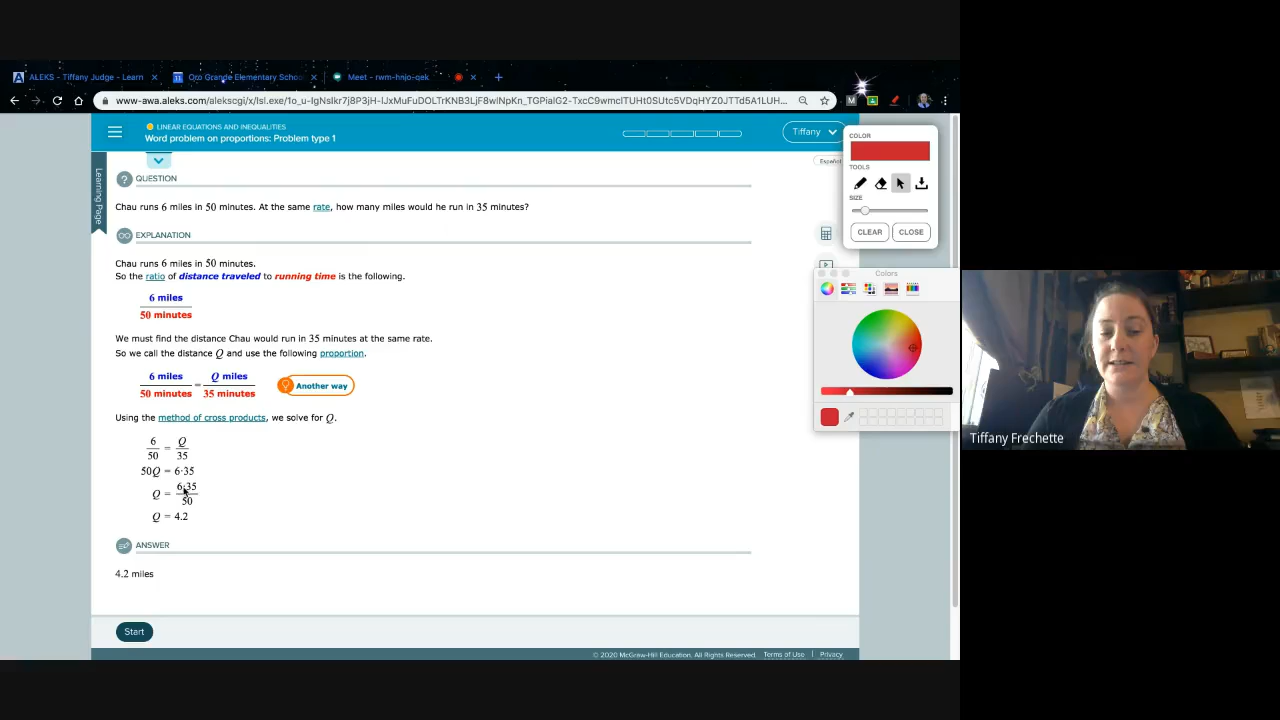 ALEKS - Tiffany Judge - Learn
Oro Grande Elementary Schoo
Meet - rwm-hnjo-qek
LINEAR EQUATIONS AND INEQUALITIES
Word problem on proportions: Problem type 1
Tiffany
Español
Learning Page
QUESTION
Chau runs 6 miles in 50 minutes. At the same rate, how many miles would he run in 35 minutes?
EXPLANATION
Chau runs 6 miles in 50 minutes.
So the ratio of distance traveled to running time is the following.
6 miles
50 minutes
We must find the distance Chau would run in 35 minutes at the same rate.
So we call the distance Q and use the following proportion.
6 miles = Q miles
50 minutes 35 minutes
Another way
Using the method of cross products, we solve for Q.
6 = Q
50 35
50Q = 6·35
Q = 6·35
50
Q = 4.2
ANSWER
4.2 miles
Start
© 2020 McGraw-Hill Education. All Rights Reserved. Terms of Use | Privacy
COLOR
TOOLS
SIZE
CLEAR CLOSE
Colors
Tiffany Frechette